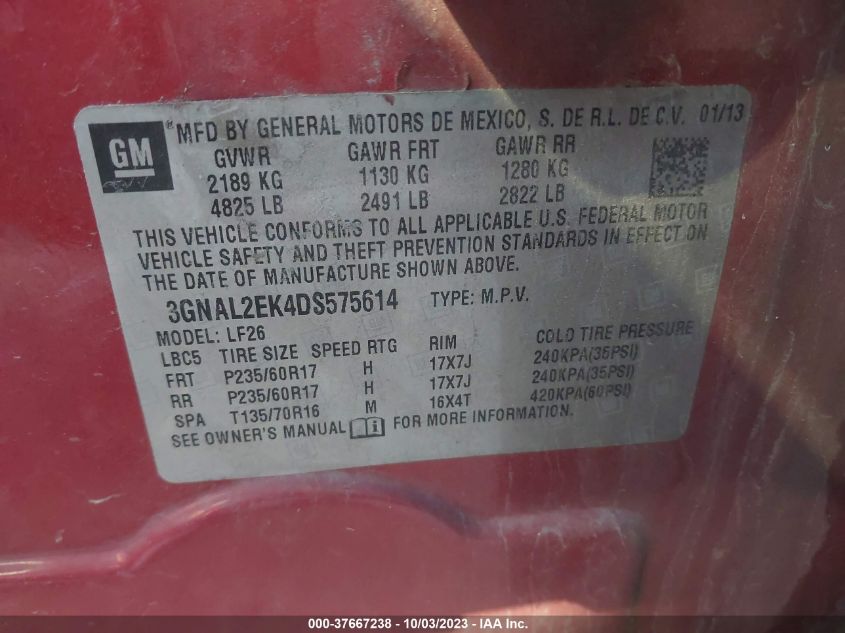 GM
® MFD BY GENERAL MOTORS DE MEXICO, S. DE R.L. DE C.V. 01/13
GVWR GAWR FRT GAWR RR
2189 KG 1130 KG 1280 KG
4825 LB 2491 LB 2822 LB
THIS VEHICLE CONFORMS TO ALL APPLICABLE U.S. FEDERAL MOTOR
VEHICLE SAFETY AND THEFT PREVENTION STANDARDS IN EFFECT ON
THE DATE OF MANUFACTURE SHOWN ABOVE.
3GNAL2EK4DS575614 TYPE: M.P.V.
MODEL: LF26
LBC5 TIRE SIZE SPEED RTG RIM COLD TIRE PRESSURE
FRT P235/60R17 H 17X7J 240KPA(35PSI)
RR P235/60R17 H 17X7J 240KPA(35PSI)
SPA T135/70R16 M 16X4T 420KPA(60PSI)
SEE OWNER'S MANUAL FOR MORE INFORMATION.
000-37667238 - 10/03/2023 - IAA Inc.